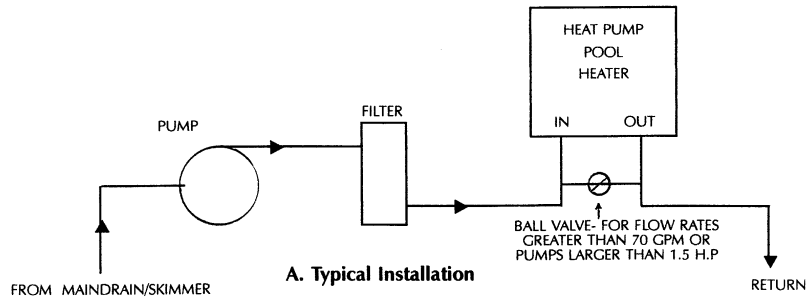 HEAT PUMP
POOL
HEATER
IN OUT
FILTER
PUMP
BALL VALVE- FOR FLOW RATES
GREATER THAN 70 GPM OR
PUMPS LARGER THAN 1.5 H.P
A. Typical Installation
FROM MAINDRAIN/SKIMMER
RETURN